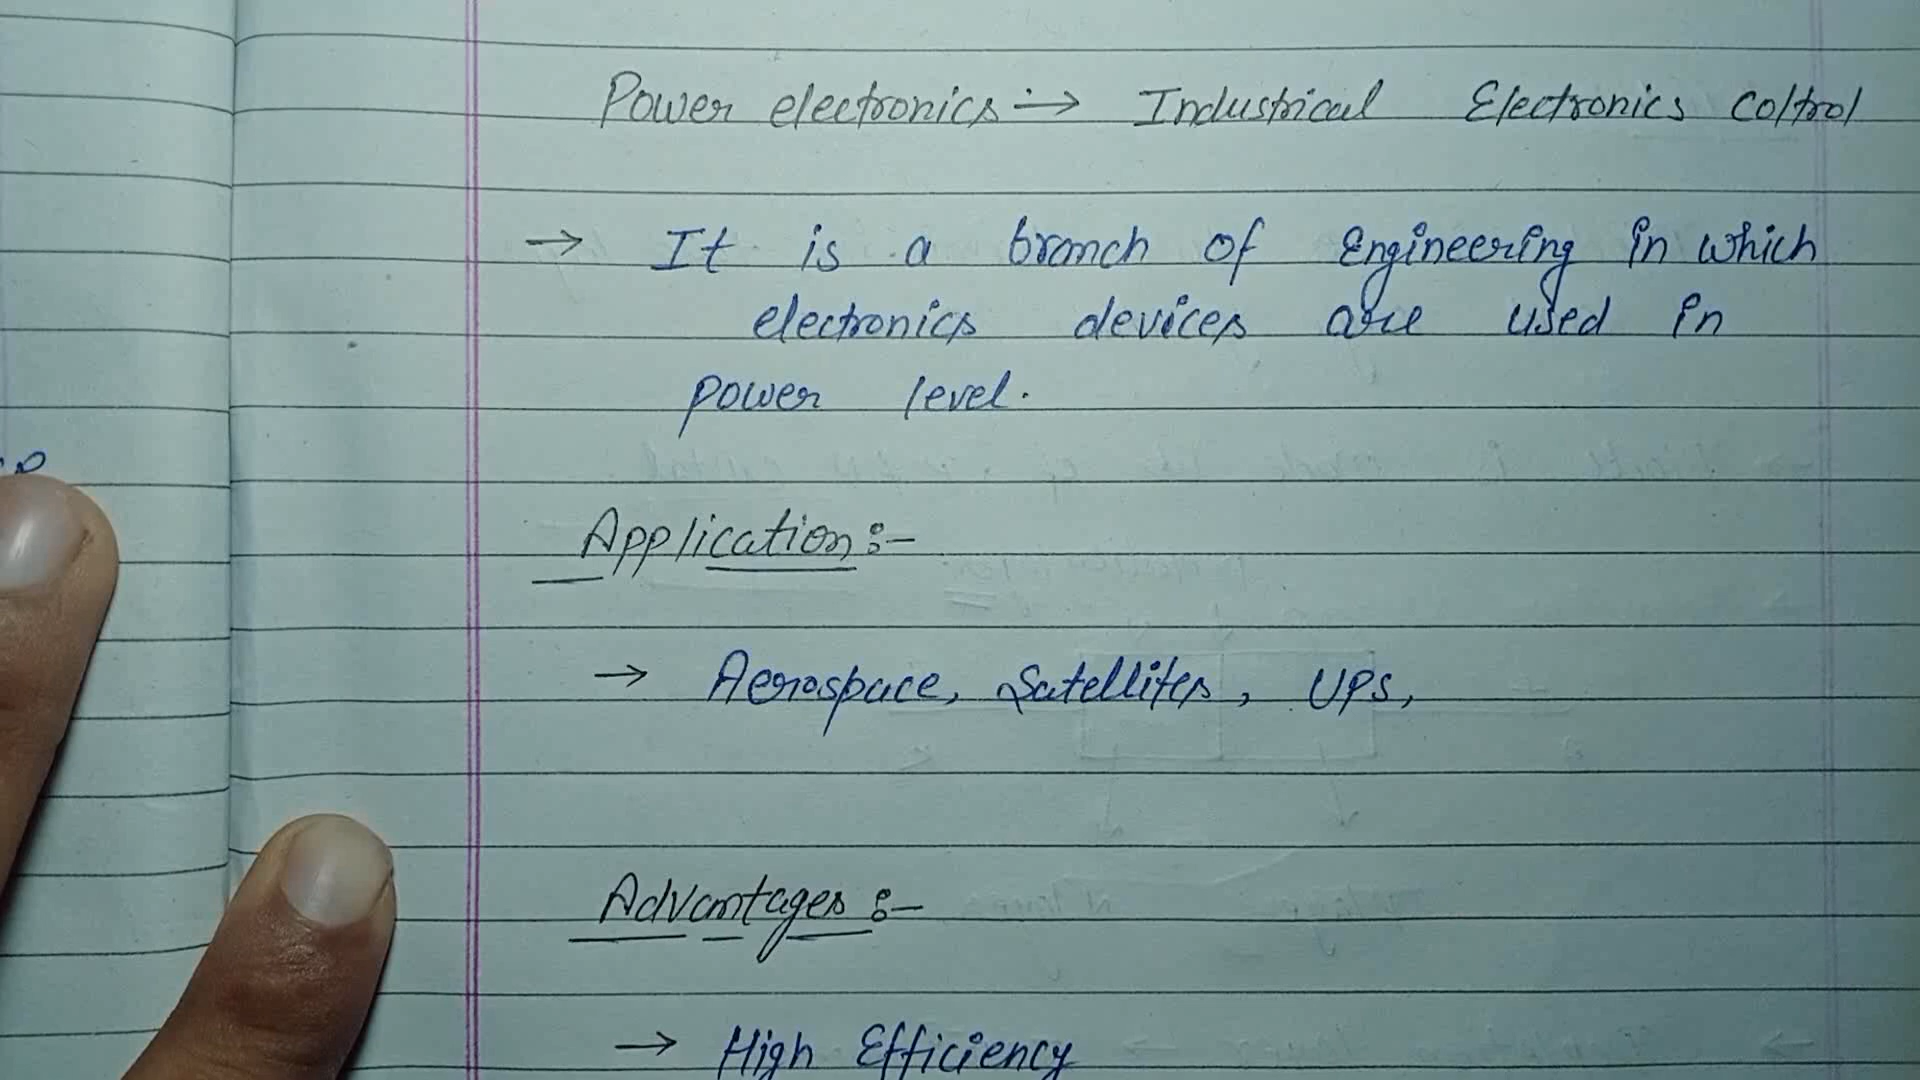 Power electronics :→ Industrical Electronics Coltrol
→ It is a branch of Engineering in which
electronics devices are used in
power level.
Application :-
→ Aerospace, Satellites, UPS,
Advantages :-
→ High Efficiency